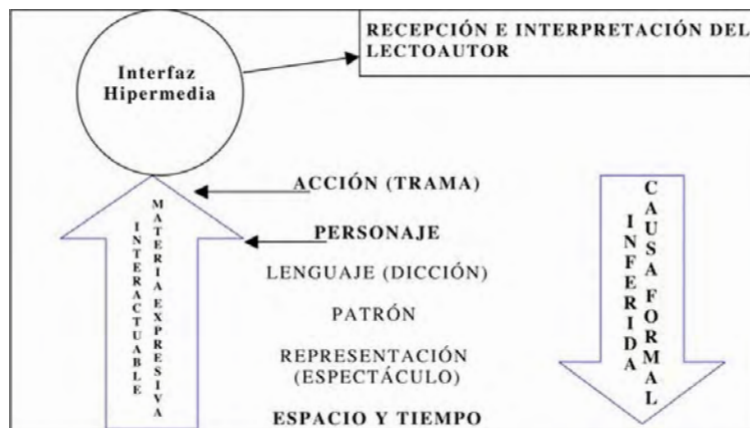 RECEPCIÓN E INTERPRETACIÓN DEL
LECTOAUTOR
Interfaz
Hipermedia
ACCIÓN (TRAMA)
PERSONAJE
LENGUAJE (DICCIÓN)
PATRÓN
REPRESENTACIÓN
(ESPECTÁCULO)
ESPACIO Y TIEMPO
MATERIA EXPRESIVA
INTERACTUABLE
CAUSA FORMAL
INFERIDA